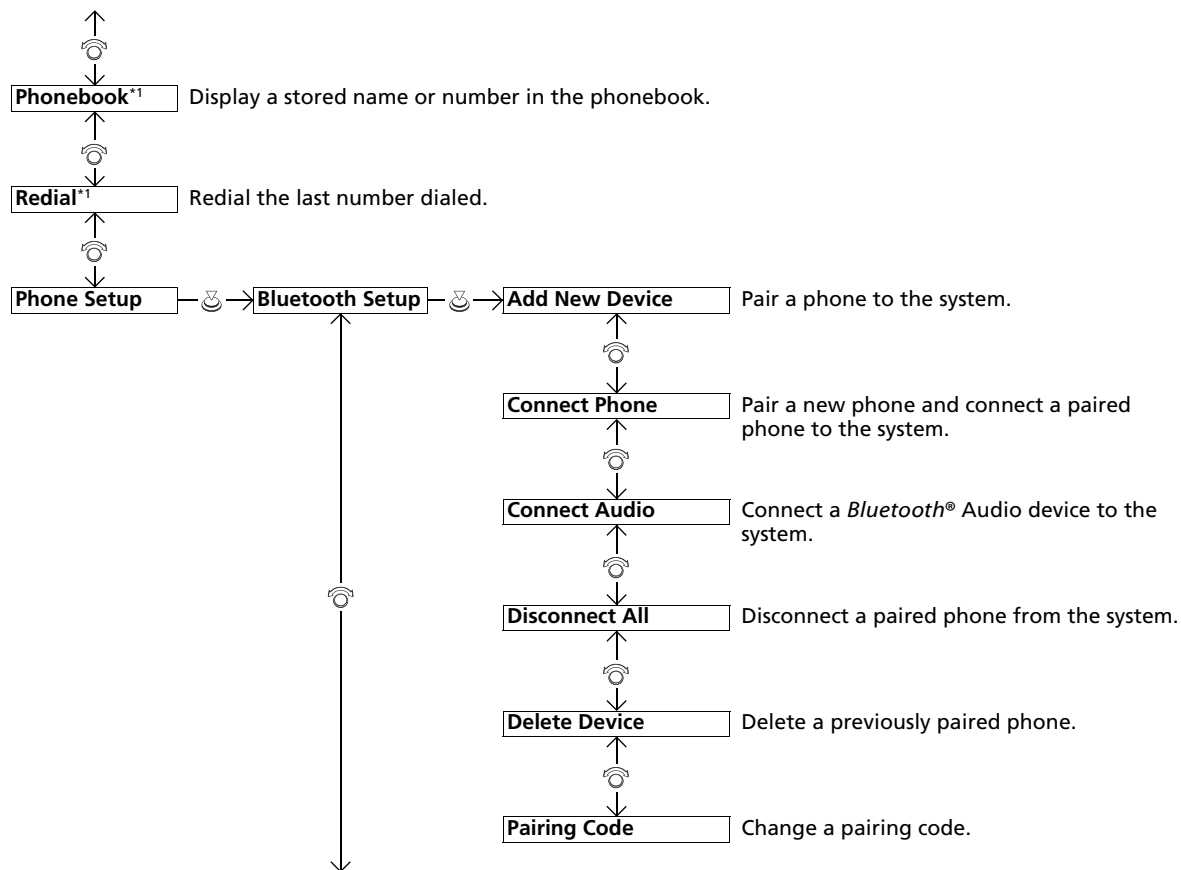 Phonebook*1 Display a stored name or number in the phonebook.
Redial*1 Redial the last number dialed.
Phone Setup Bluetooth Setup Add New Device Pair a phone to the system.
Connect Phone Pair a new phone and connect a paired
phone to the system.
Connect Audio Connect a Bluetooth® Audio device to the
system.
Disconnect All Disconnect a paired phone from the system.
Delete Device Delete a previously paired phone.
Pairing Code Change a pairing code.